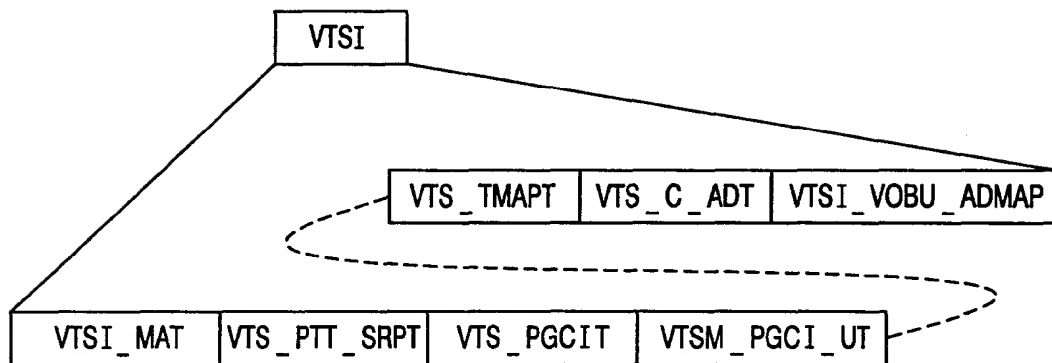 VTSI
VTS_TMAPT VTS_C_ADT VTSI_VOBU_ADMAP
VTSI_MAT VTS_PTT_SRPT VTS_PGCIT VTSM_PGCI_UT